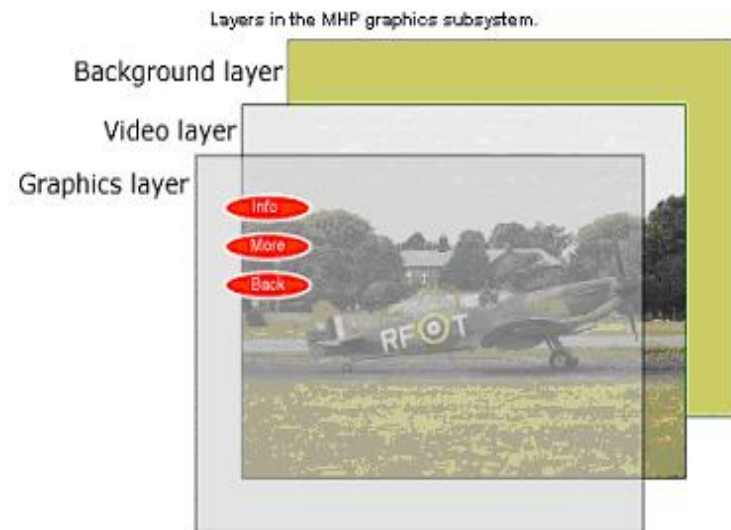 Layers in the MHP graphics subsystem.
Background layer
Video layer
Graphics layer
Info
More
Back
RF T